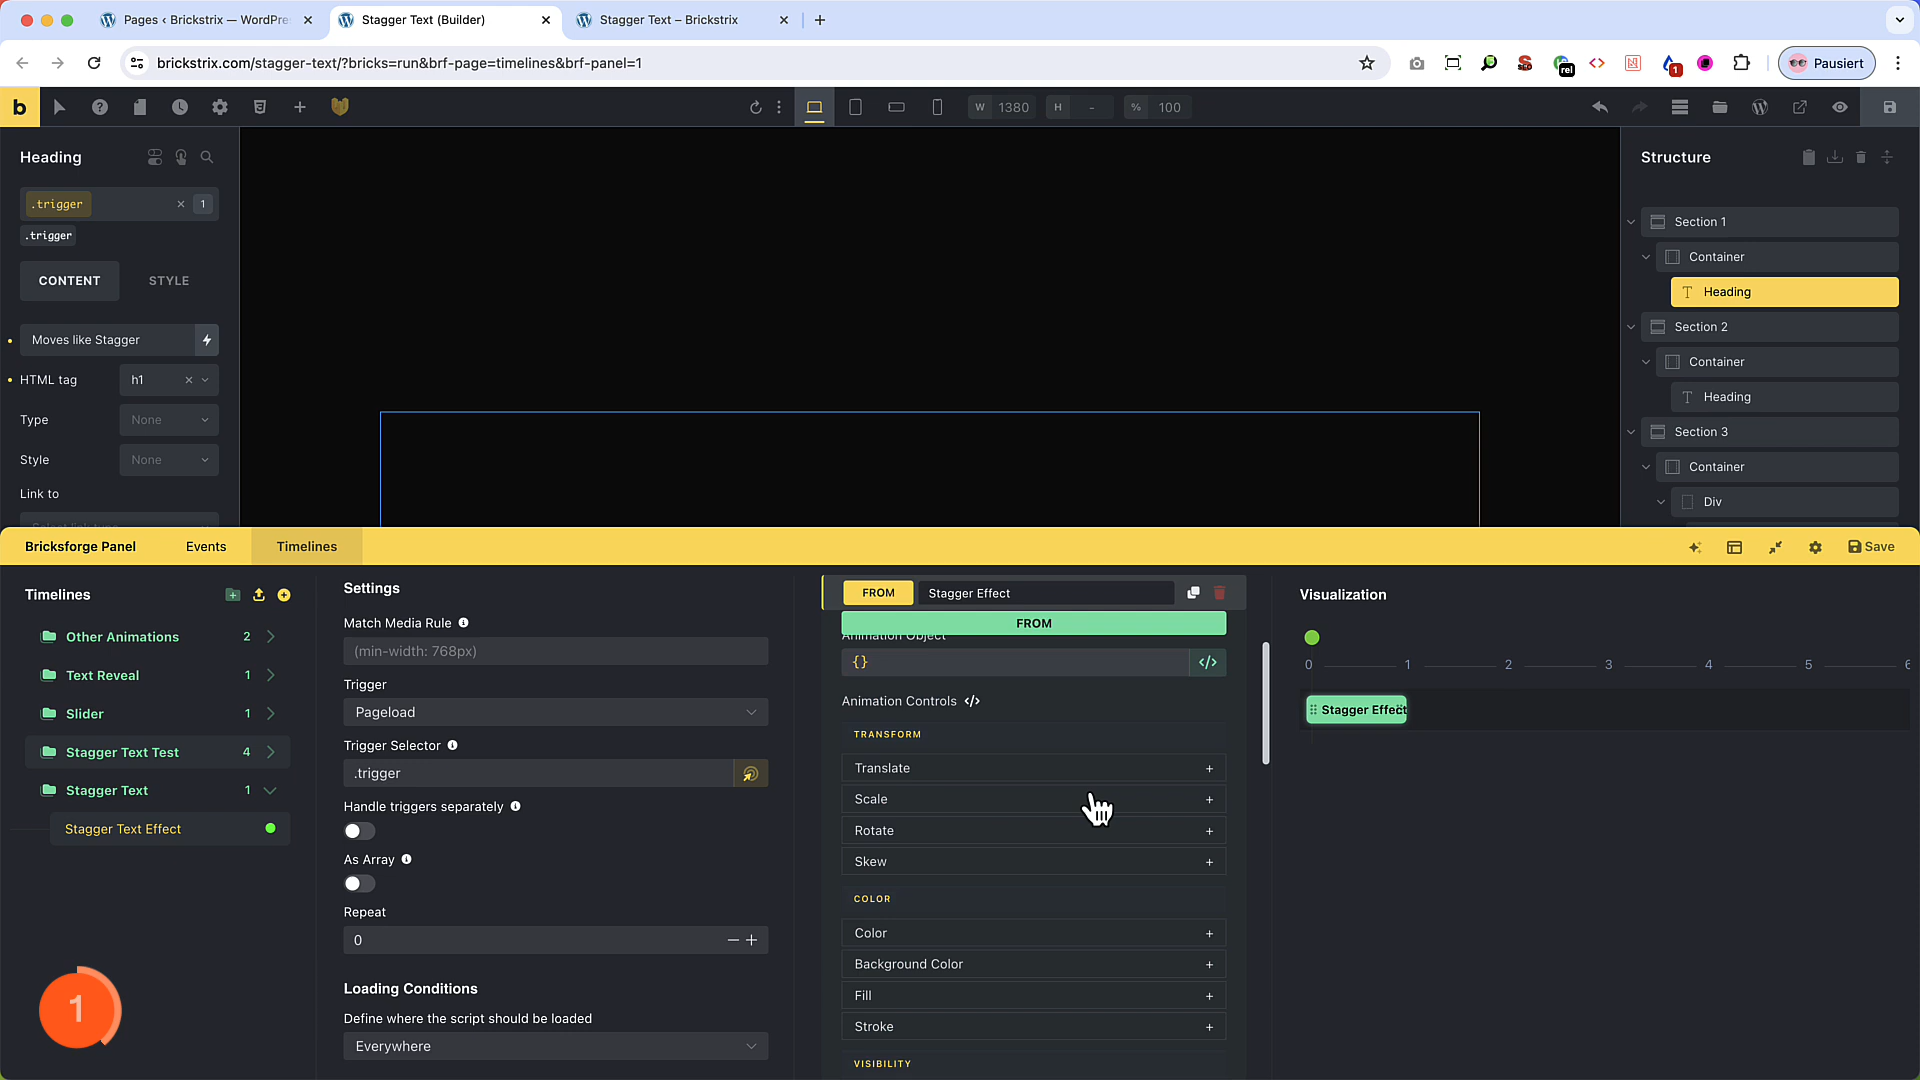 Pages ‹ Brickstrix — WordPre
Stagger Text (Builder)
Stagger Text – Brickstrix
brickstrix.com/stagger-text/?bricks=run&brf-page=timelines&brf-panel=1
rel
1
Pausiert
b
W 1380
H -
% 100
Heading
.trigger
1
.trigger
CONTENT
STYLE
Moves like Stagger
HTML tag
h1
Type
None
Style
None
Link to
Structure
Section 1
Container
Heading
Section 2
Container
Heading
Section 3
Container
Div
Bricksforge Panel
Events
Timelines
Save
Timelines
Other Animations 2
Text Reveal 1
Slider 1
Stagger Text Test 4
Stagger Text 1
Stagger Text Effect
1
Settings
Match Media Rule
(min-width: 768px)
Trigger
Pageload
Trigger Selector
.trigger
Handle triggers separately
As Array
Repeat
0
Loading Conditions
Define where the script should be loaded
Everywhere
FROM
Stagger Effect
FROM
Animation Object
{}
</>
Animation Controls </>
TRANSFORM
Translate +
Scale +
Rotate +
Skew +
COLOR
Color +
Background Color +
Fill +
Stroke +
VISIBILITY
Visualization
0 1 2 3 4 5 6
Stagger Effect